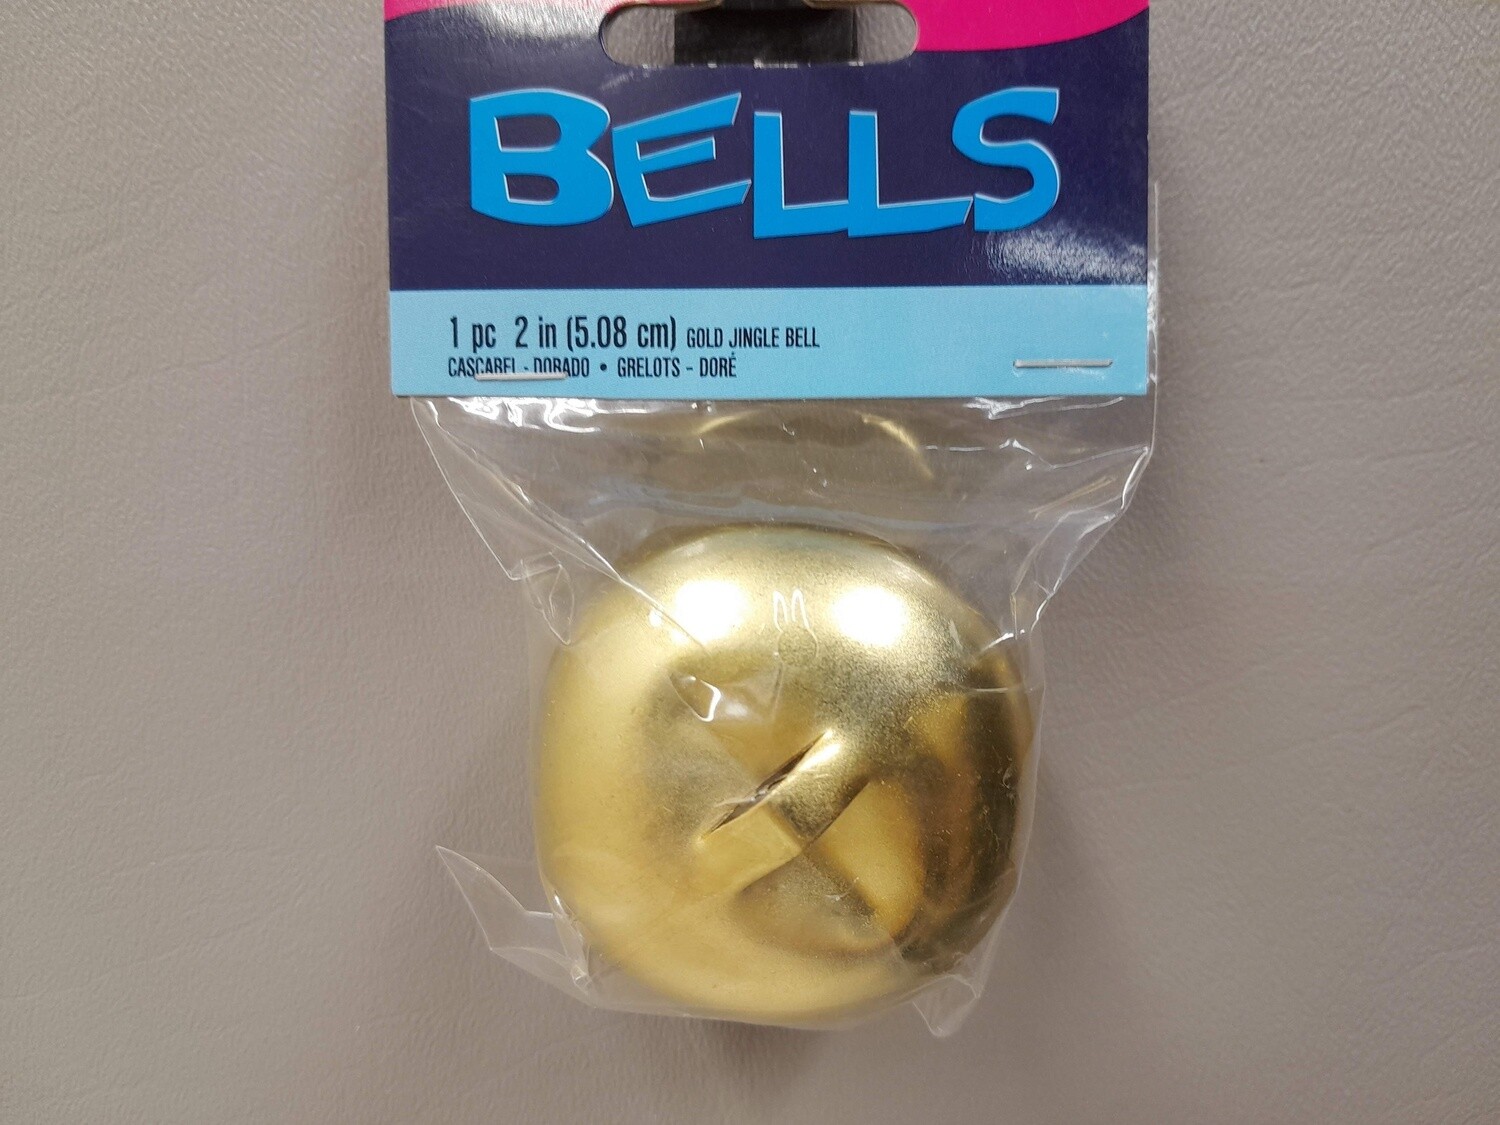 BELLS
1 pc 2 in (5.08 cm) GOLD JINGLE BELL
CASCABEL - DORADO • GRELOTS - DORÉ